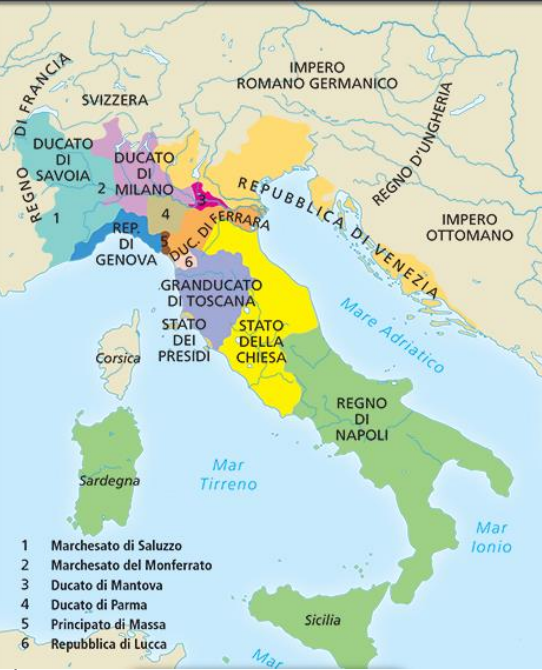 IMPERO
ROMANO GERMANICO
SVIZZERA
REGNO DI FRANCIA
REGNO D'UNGHERIA
DUCATO
DI
SAVOIA
DUCATO
DI
MILANO
2
1
3
4
5
6
REPUBBLICA DI VENEZIA
IMPERO
OTTOMANO
REP.
DI
GENOVA
DUC. DI FERRARA
GRANDUCATO
DI TOSCANA
STATO
DEI
PRESIDI
STATO
DELLA
CHIESA
Mare Adriatico
Corsica
REGNO
DI
NAPOLI
Mar
Tirreno
Sardegna
Mar
Ionio
1 Marchesato di Saluzzo
2 Marchesato del Monferrato
3 Ducato di Mantova
4 Ducato di Parma
5 Principato di Massa
6 Repubblica di Lucca
Sicilia
Mar